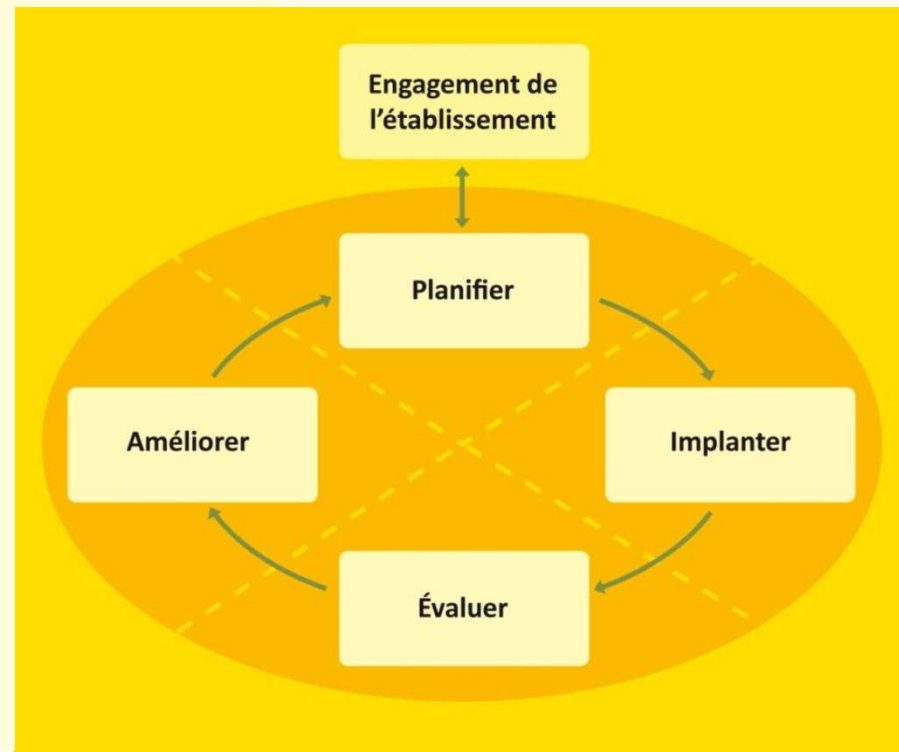 Engagement de
l’établissement
Planifier
Améliorer
Implanter
Évaluer